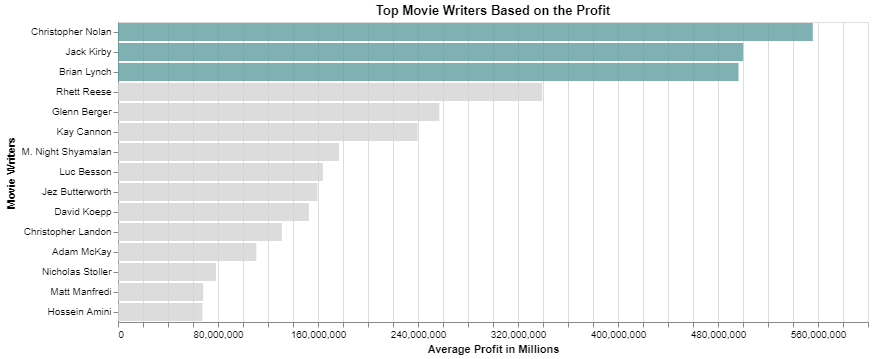 Top Movie Writers Based on the Profit
Movie Writers
Christopher Nolan
Jack Kirby
Brian Lynch
Rhett Reese
Glenn Berger
Kay Cannon
M. Night Shyamalan
Luc Besson
Jez Butterworth
David Koepp
Christopher Landon
Adam McKay
Nicholas Stoller
Matt Manfredi
Hossein Amini
0 80,000,000 160,000,000 240,000,000 320,000,000 400,000,000 480,000,000 560,000,000
Average Profit in Millions